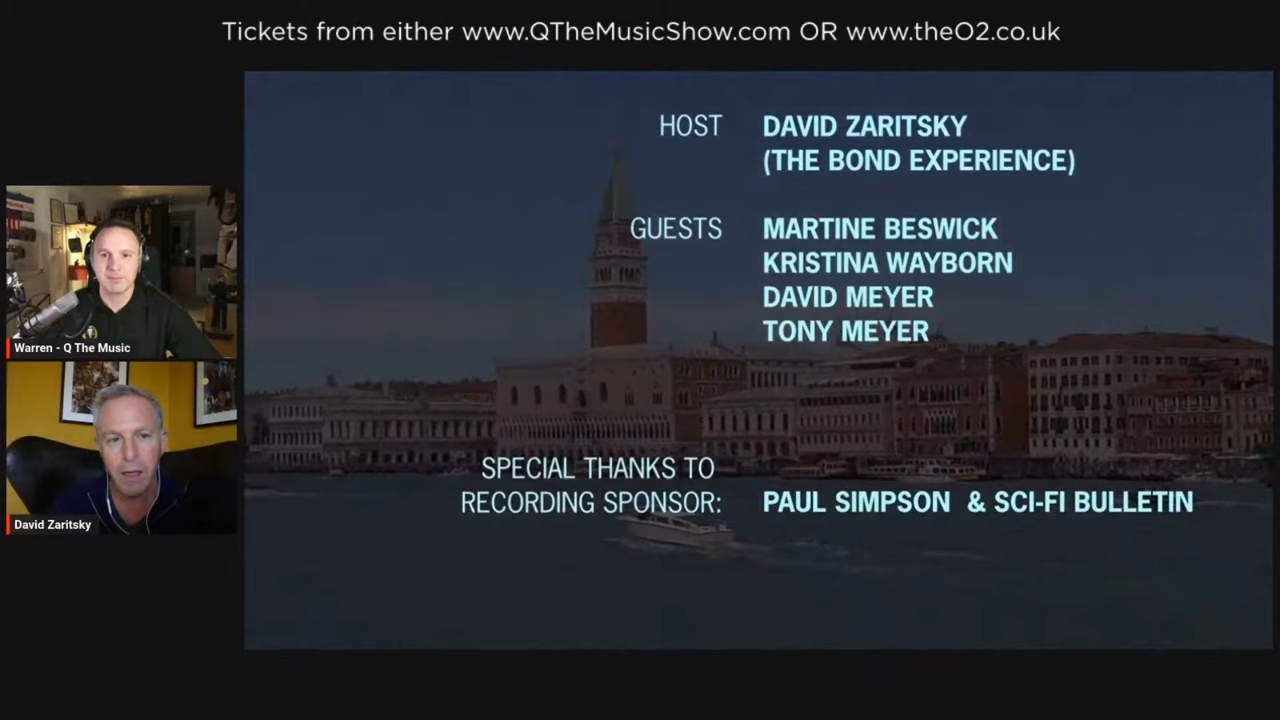 Tickets from either www.QTheMusicShow.com OR www.theO2.co.uk
HOST DAVID ZARITSKY
(THE BOND EXPERIENCE)
GUESTS MARTINE BESWICK
KRISTINA WAYBORN
DAVID MEYER
TONY MEYER
SPECIAL THANKS TO
RECORDING SPONSOR: PAUL SIMPSON & SCI-FI BULLETIN
Warren - Q The Music
David Zaritsky